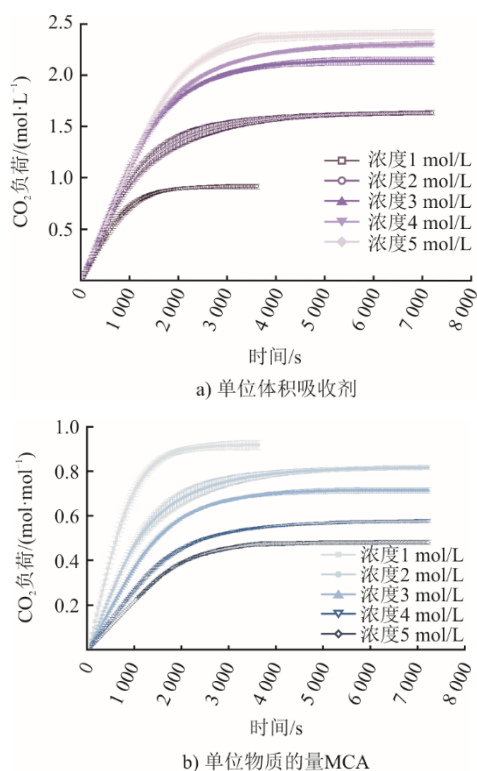 2.5
2.0
1.5
1.0
0.5
CO₂负荷/(mol·L⁻¹)
浓度1 mol/L
浓度2 mol/L
浓度3 mol/L
浓度4 mol/L
浓度5 mol/L
0
1 000
2 000
3 000
4 000
5 000
6 000
7 000
8 000
时间/s
a) 单位体积吸收剂
1.0
0.8
0.6
0.4
0.2
CO₂负荷/(mol·mol⁻¹)
浓度1 mol/L
浓度2 mol/L
浓度3 mol/L
浓度4 mol/L
浓度5 mol/L
0
1 000
2 000
3 000
4 000
5 000
6 000
7 000
8 000
时间/s
b) 单位物质的量MCA